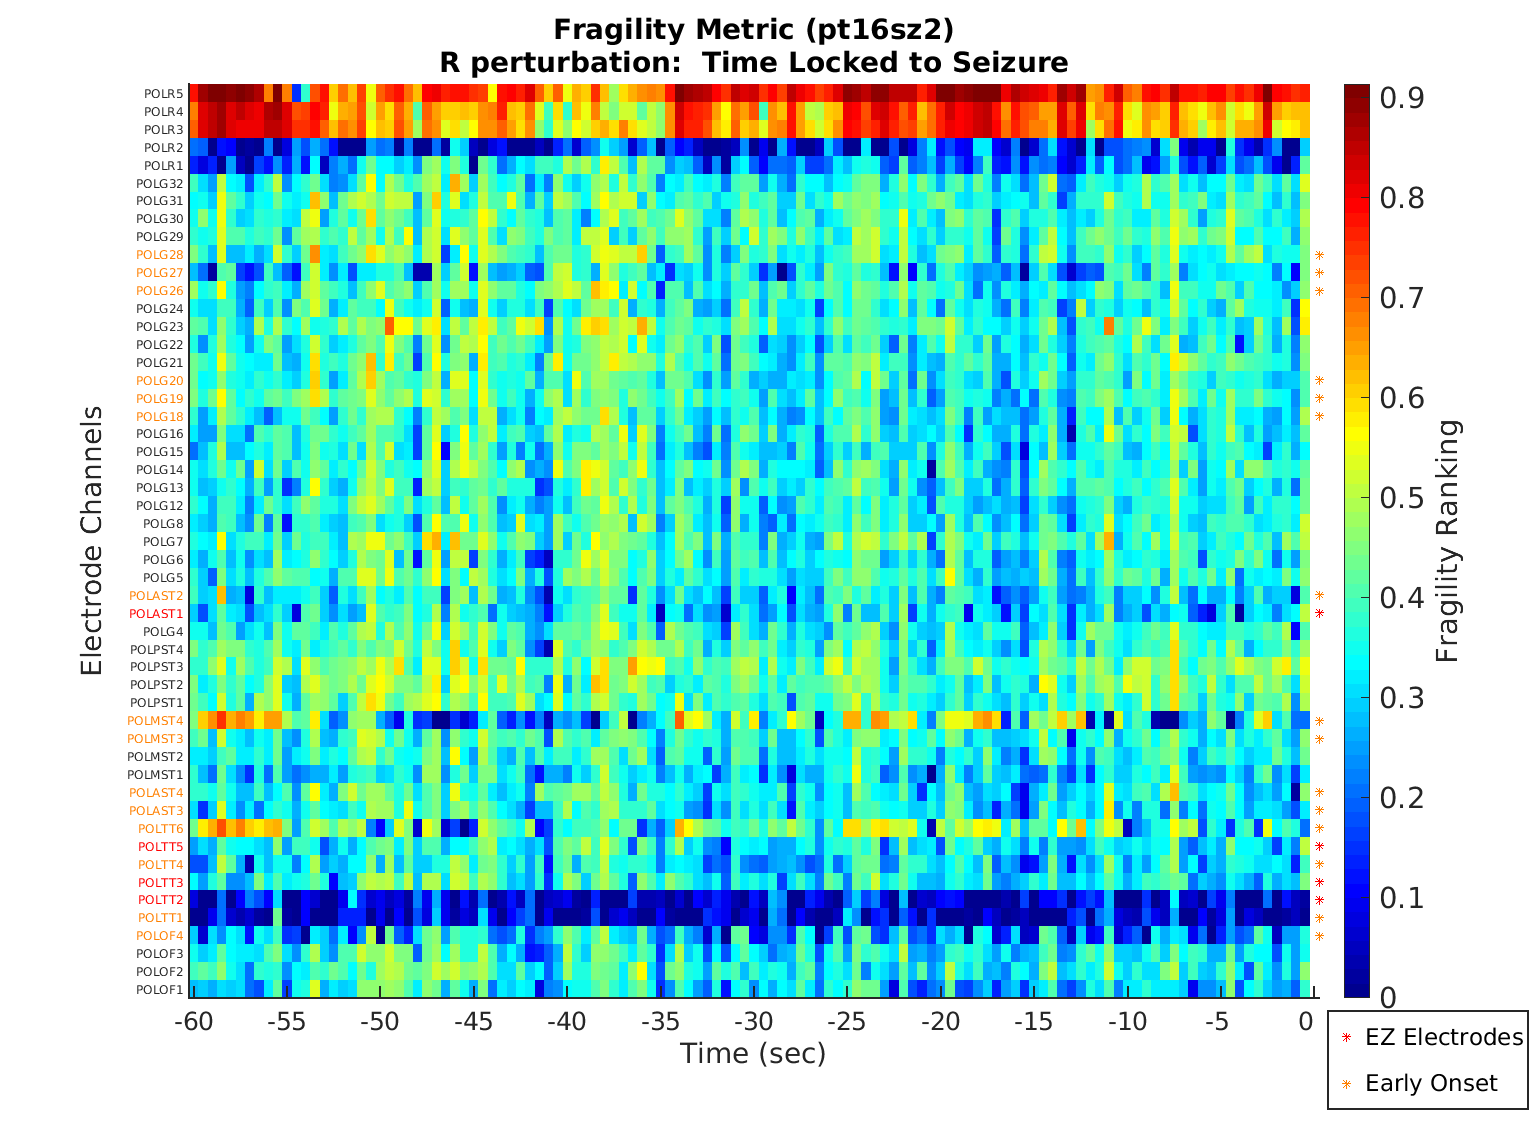 Fragility Metric (pt16sz2)
R perturbation:  Time Locked to Seizure
Electrode Channels
POLR5
POLR4
POLR3
POLR2
POLR1
POLG32
POLG31
POLG30
POLG29
POLG28
POLG27
POLG26
POLG24
POLG23
POLG22
POLG21
POLG20
POLG19
POLG18
POLG16
POLG15
POLG14
POLG13
POLG12
POLG8
POLG7
POLG6
POLG5
POLAST2
POLAST1
POLG4
POLPST4
POLPST3
POLPST2
POLPST1
POLMST4
POLMST3
POLMST2
POLMST1
POLAST4
POLAST3
POLTT6
POLTT5
POLTT4
POLTT3
POLTT2
POLTT1
POLOF4
POLOF3
POLOF2
POLOF1
-60 -55 -50 -45 -40 -35 -30 -25 -20 -15 -10 -5 0
Time (sec)
0.9
0.8
0.7
0.6
0.5
0.4
0.3
0.2
0.1
0
Fragility Ranking
EZ Electrodes
Early Onset